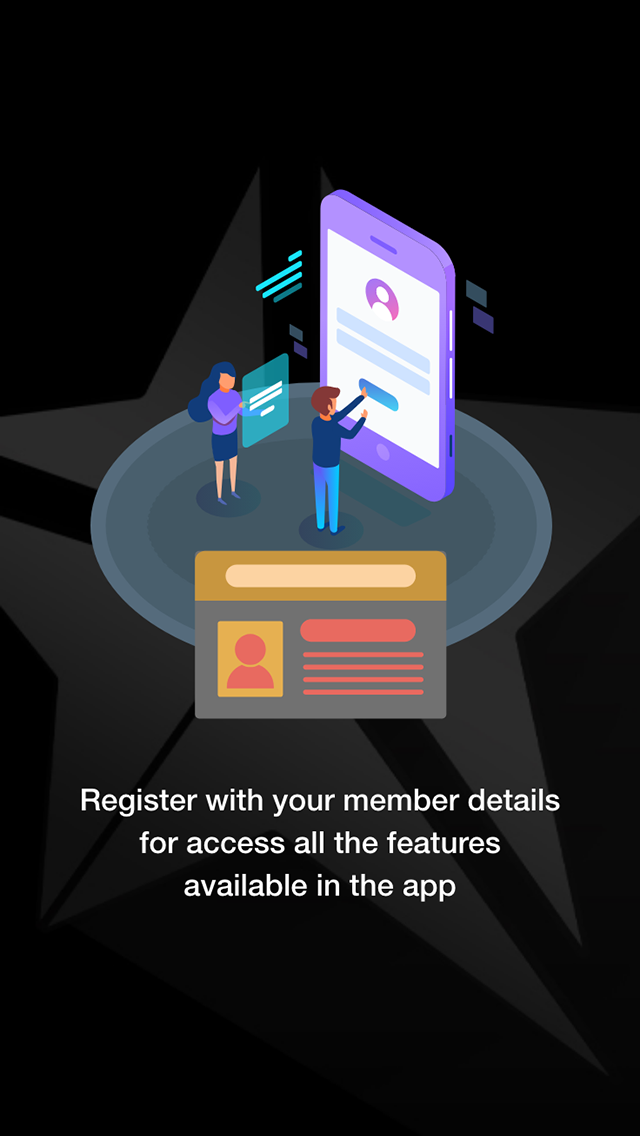 Register with your member details
for access all the features
available in the app